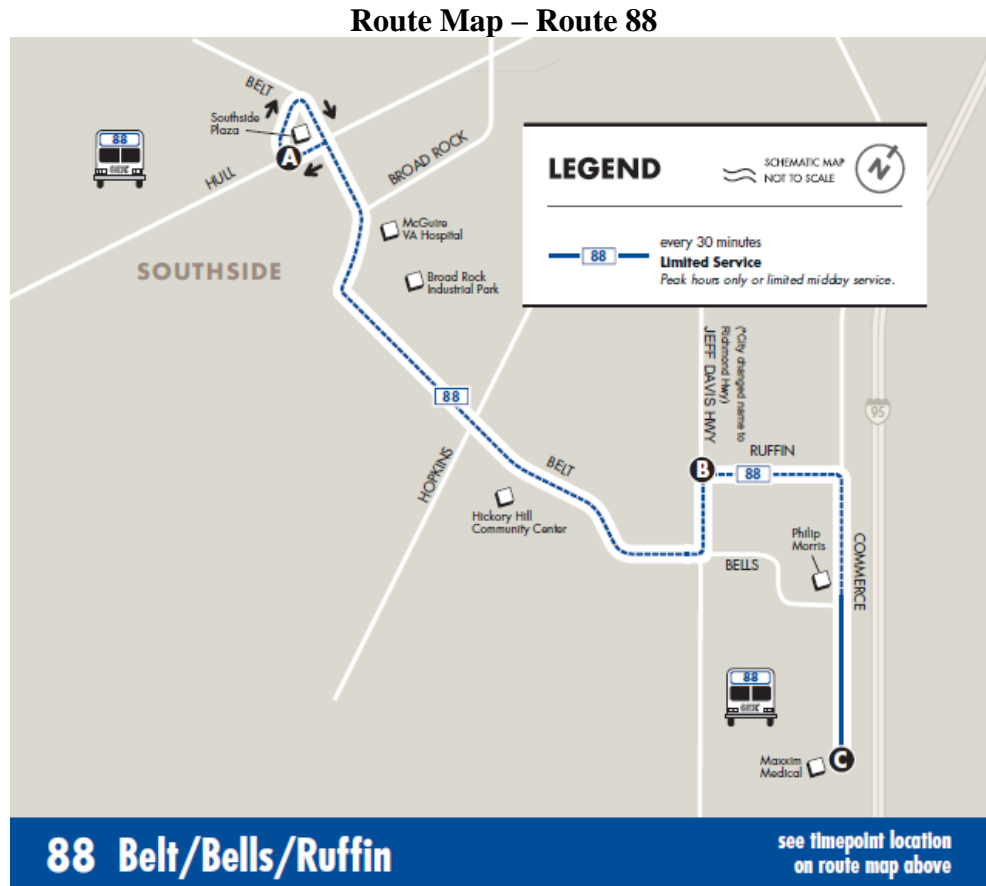 Route Map – Route 88
BELT
Southside
Plaza
88
A
HULL
BROAD ROCK
McGuire
VA Hospital
SOUTHSIDE
Broad Rock
Industrial Park
LEGEND
SCHEMATIC MAP
NOT TO SCALE
N
88
every 30 minutes
Limited Service
Peak hours only or limited midday service.
JEFF DAVIS HWY
(*City changed name to
Richmond Hwy)
95
88
HOPKINS
BELT
Hickory Hill
Community Center
B
RUFFIN
88
Philip
Morris
COMMERCE
BELLS
88
GRTC
Maxxim
Medical
C
88 Belt/Bells/Ruffin
see timepoint location
on route map above